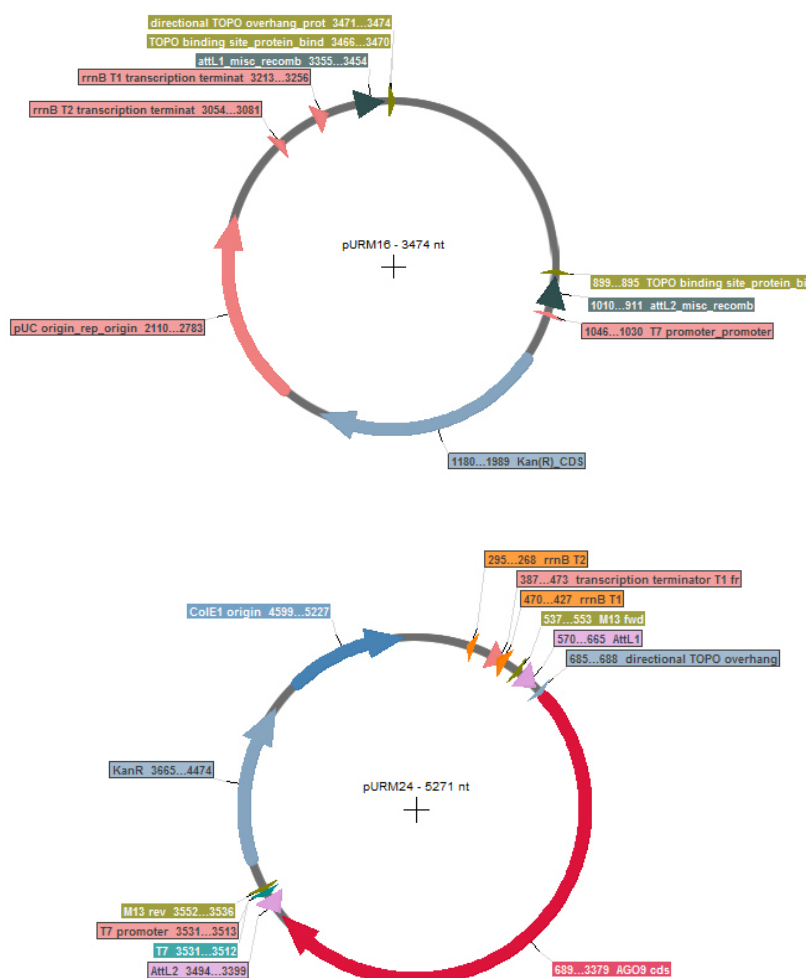 directional TOPO overhang_prot 3471...3474
TOPO binding site_protein_bind 3466...3470
attL1_misc_recomb 3355...3454
rrnB T1 transcription terminat 3213...3256
rrnB T2 transcription terminat 3054...3081
pURM16 - 3474 nt
899...895 TOPO binding site_protein_bi
1010...911 attL2_misc_recomb
1046...1030 T7 promoter_promoter
pUC origin_rep_origin 2110...2783
1180...1989 Kan(R)_CDS
295...268 rrnB T2
387...473 transcription terminator T1 fr
470...427 rrnB T1
ColE1 origin 4599...5227
537...553 M13 fwd
570...665 AttL1
685...688 directional TOPO overhang
KanR 3665...4474
pURM24 - 5271 nt
M13 rev 3552...3536
T7 promoter 3531...3513
T7 3531...3512
AttL2 3494...3399
689...3379 AGO9 cds